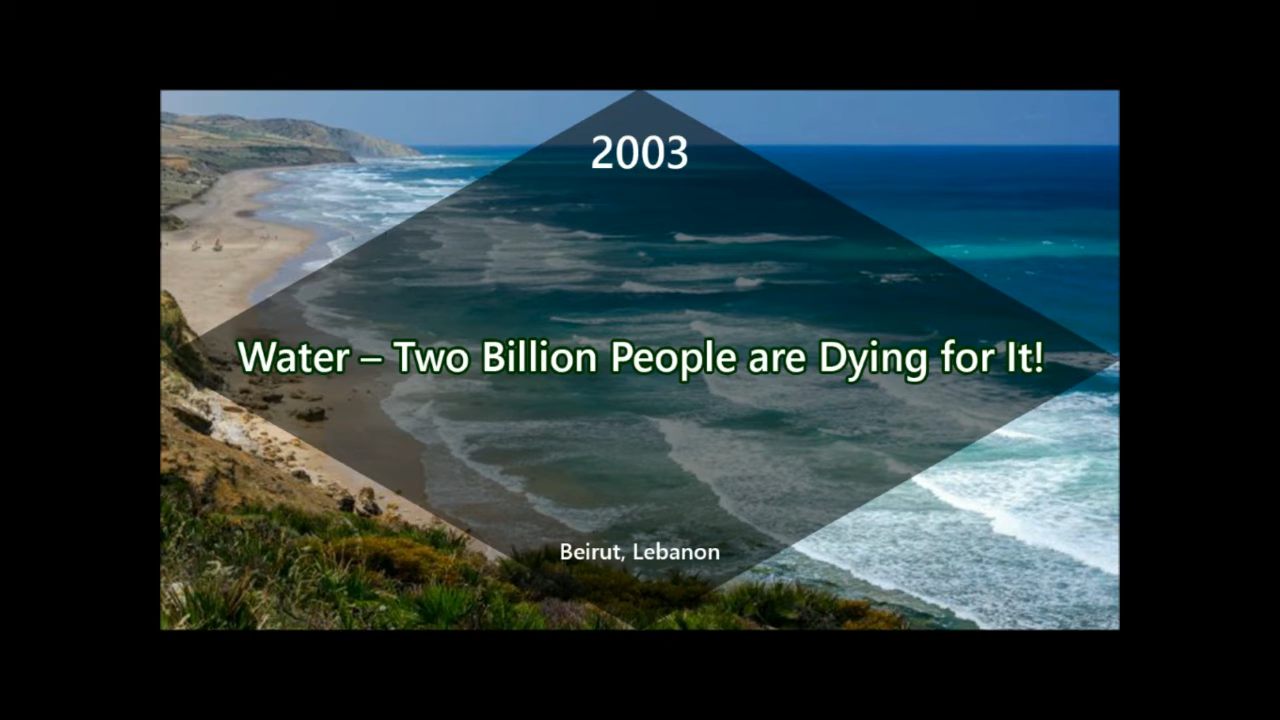 2003
Water – Two Billion People are Dying for It!
Beirut, Lebanon